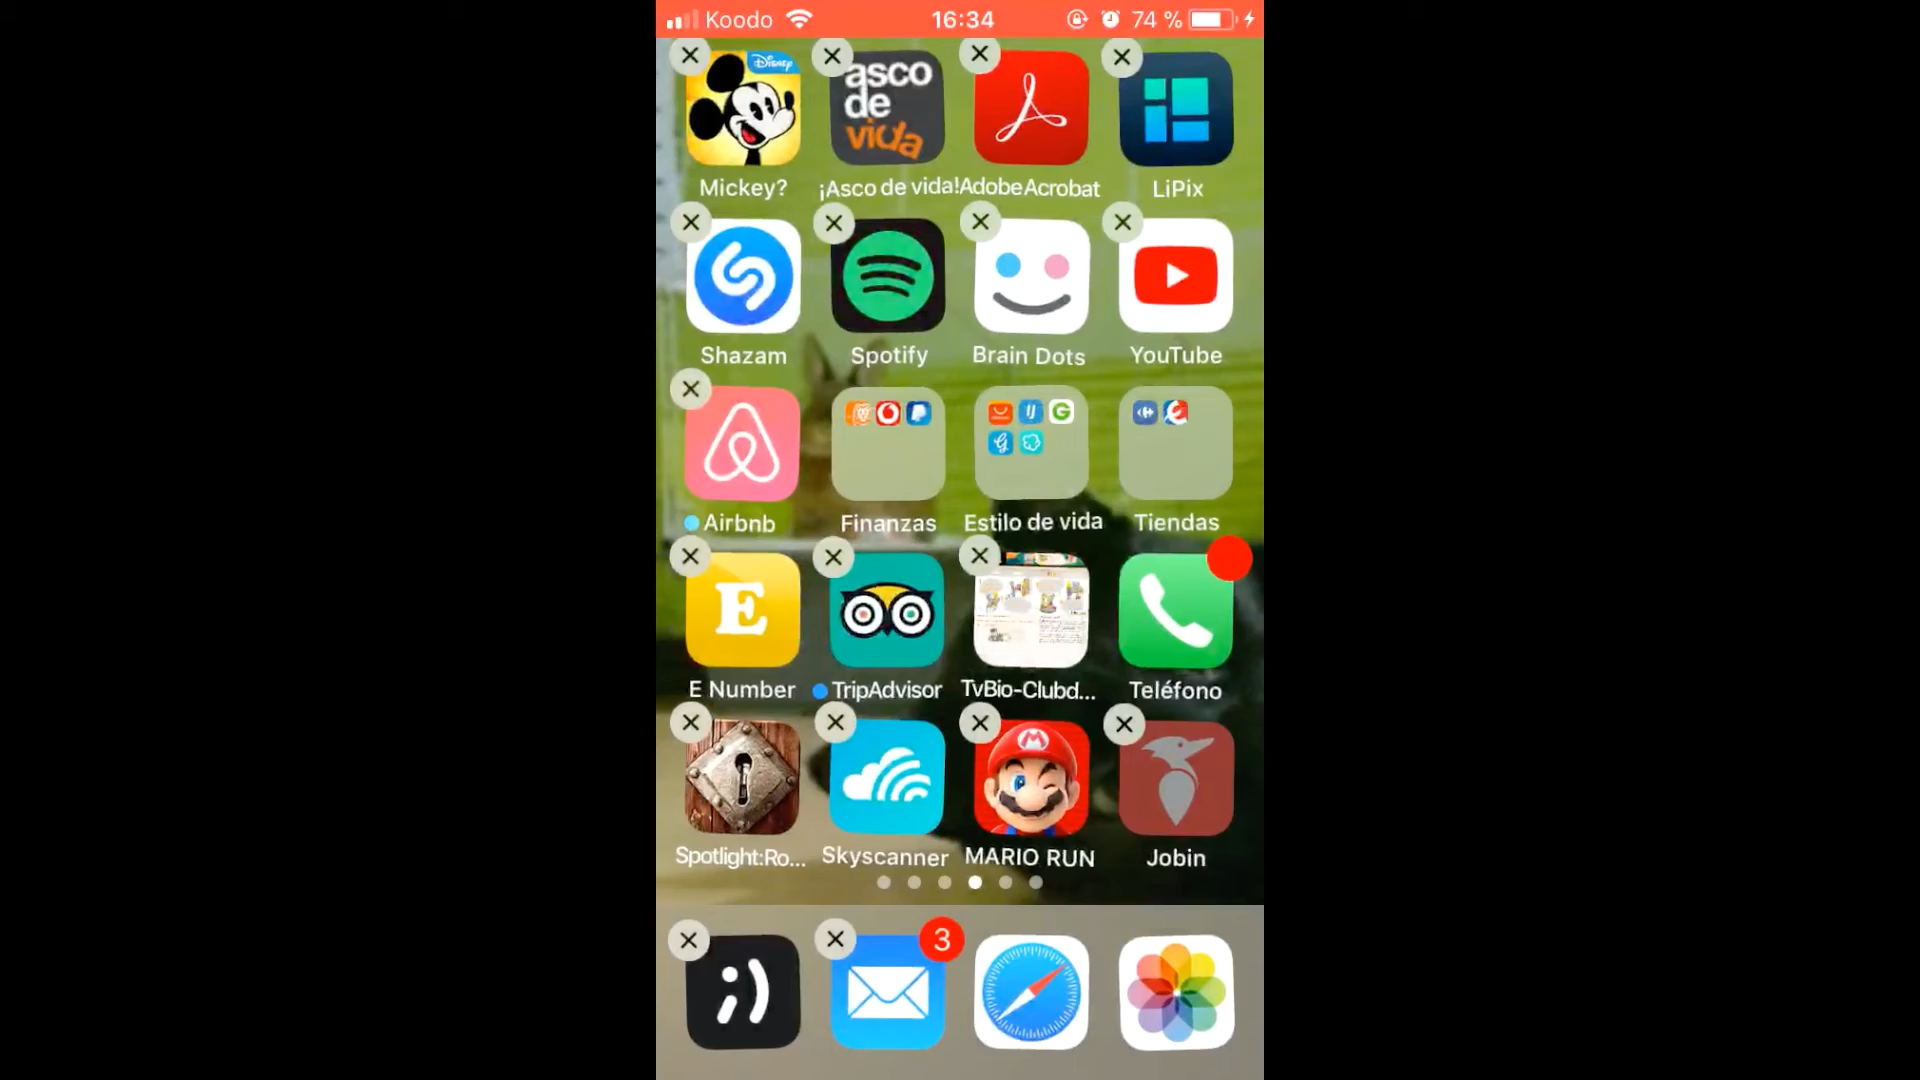 Koodo 16:34 74 %
Disney
asco
de
vida
Mickey? ¡Asco de vida! Adobe Acrobat LiPix
Shazam Spotify Brain Dots YouTube
Airbnb Finanzas Estilo de vida Tiendas
E
E Number TripAdvisor TvBio-Clubd... Teléfono
M
Spotlight:Ro... Skyscanner MARIO RUN Jobin
3
;)